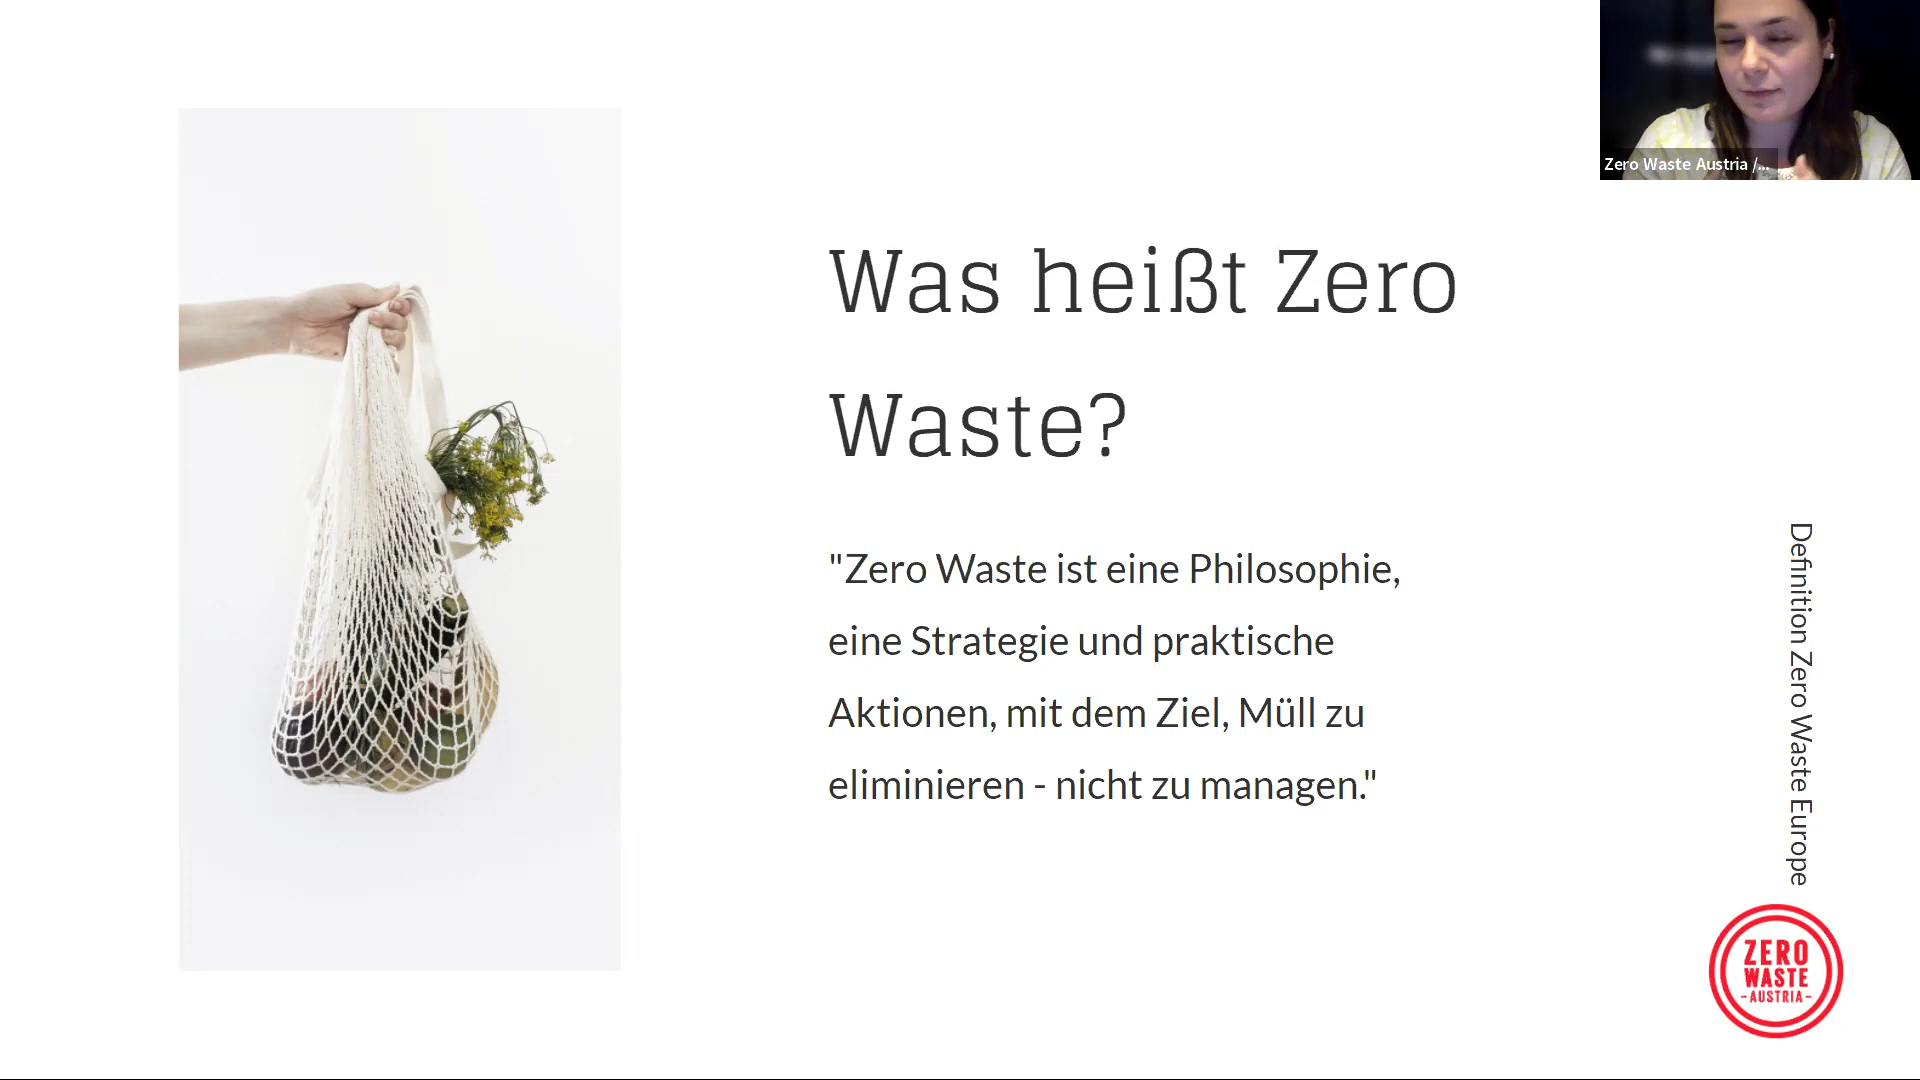 Zero Waste Austria /...
Was heißt Zero
Waste?
"Zero Waste ist eine Philosophie,
eine Strategie und praktische
Aktionen, mit dem Ziel, Müll zu
eliminieren - nicht zu managen."
Definition Zero Waste Europe
ZERO
WASTE
-AUSTRIA-